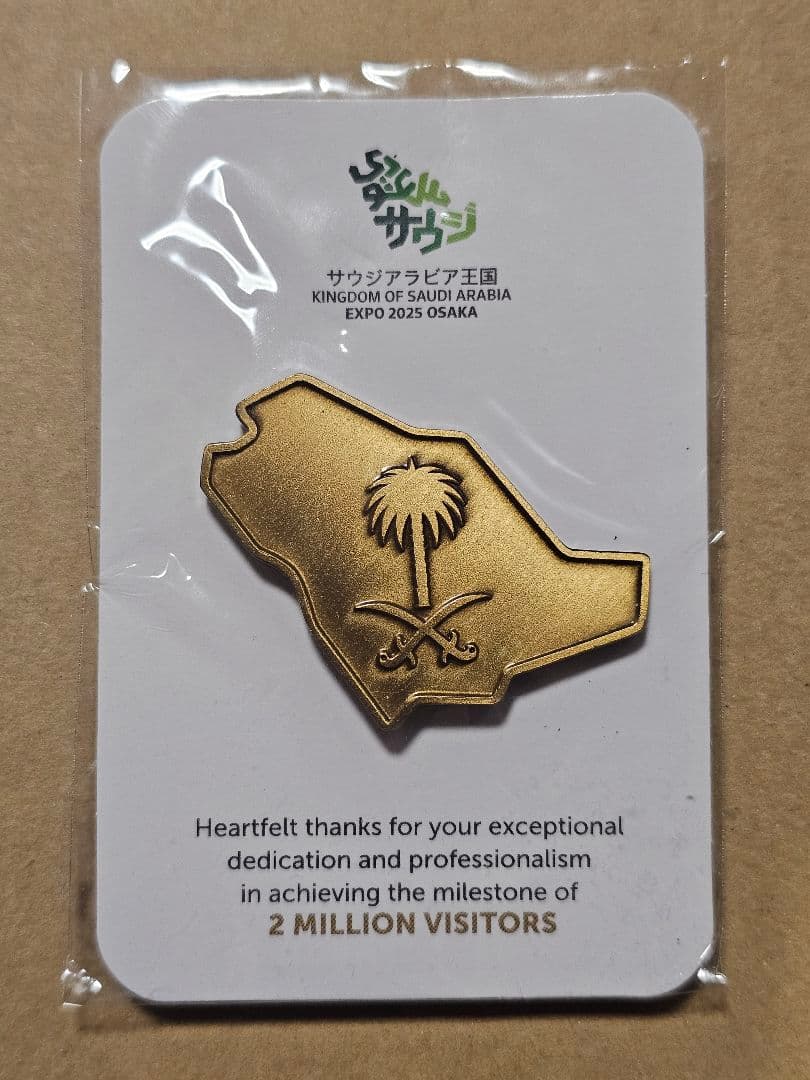 سعودي
サウジ
サウジアラビア王国
KINGDOM OF SAUDI ARABIA
EXPO 2025 OSAKA
Heartfelt thanks for your exceptional
dedication and professionalism
in achieving the milestone of
2 MILLION VISITORS